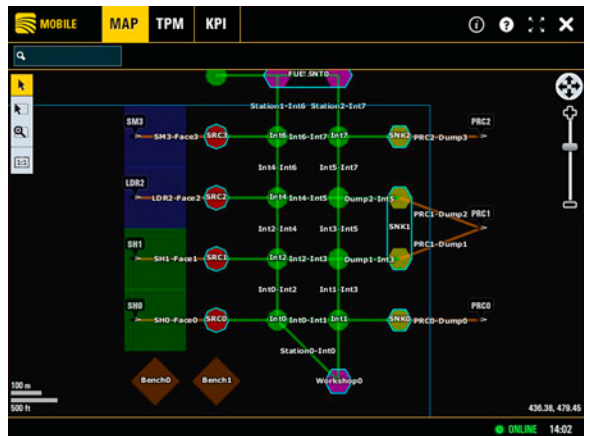 MOBILE MAP TPM KPI
FUELSNT0
Station1-Int6 Station2-Int7
SM3 PRC2
SM3-Face3 SRC3 Int6 Int6-Int7 Int7 SNK2 PRC2-Dump3
Int4-Int6 Int5-Int7
LDR2
LDR2-Face2 SRC2 Int4 Int4-Int5 Dump2-Int5
PRC1-Dump2 PRC1
Int2-Int4 Int3-Int5 SNK1
SH1 PRC1-Dump1
SH1-Face1 SRC1 Int2 Int2-Int3 Dump1-Int3
Int0-Int2 Int1-Int3
SH0 PRC0
SH0-Face0 SRC0 Int0 Int0-Int1 Int1 SNK0 PRC0-Dump0
Station0-Int0
Bench0 Bench1 Workshop0
1:1
100 m
500 ft 436.38, 479.45
ONLINE 14:02